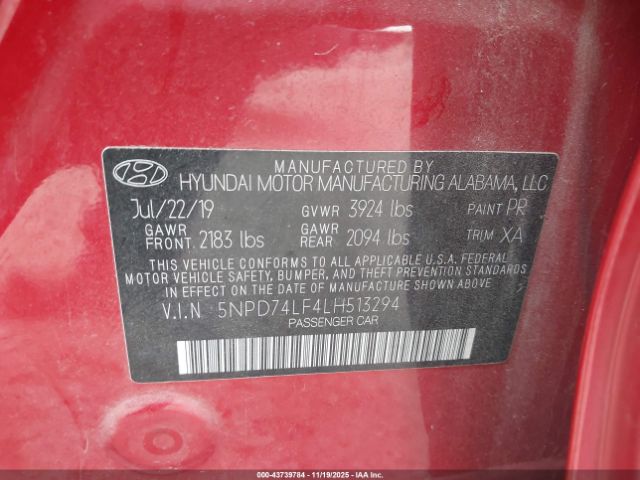 MANUFACTURED BY
HYUNDAI MOTOR MANUFACTURING ALABAMA, LLC
Jul/22/19 GVWR 3924 lbs PAINT PR
GAWR FRONT 2183 lbs GAWR REAR 2094 lbs TRIM XA
THIS VEHICLE CONFORMS TO ALL APPLICABLE U.S.A. FEDERAL
MOTOR VEHICLE SAFETY, BUMPER, AND THEFT PREVENTION STANDARDS
IN EFFECT ON THE DATE OF MANUFACTURE SHOWN ABOVE.
V.I.N 5NPD74LF4LH513294
PASSENGER CAR
000-43739784 - 11/19/2025 - IAAI.COM